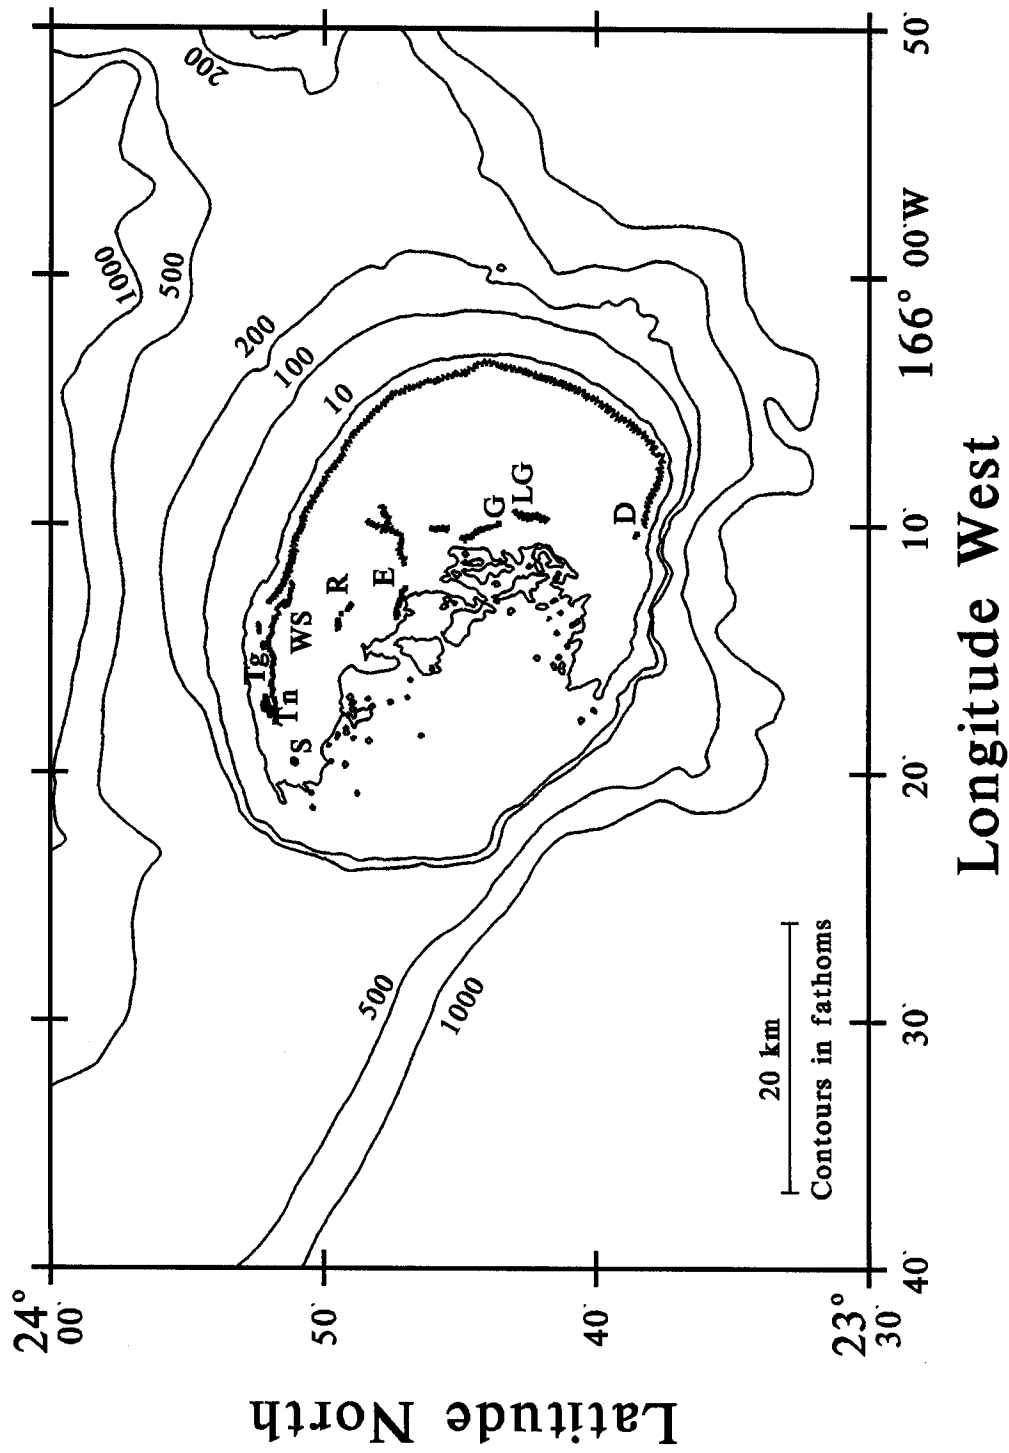 24°
00'
50'
40'
23°
30'
Latitude North
40'
30'
20'
10'
166° 00'W
50'
Longitude West
1000
500
200
200
100
10
Tg
Tn
S
WS
R
E
G
LG
D
500
1000
20 km
Contours in fathoms